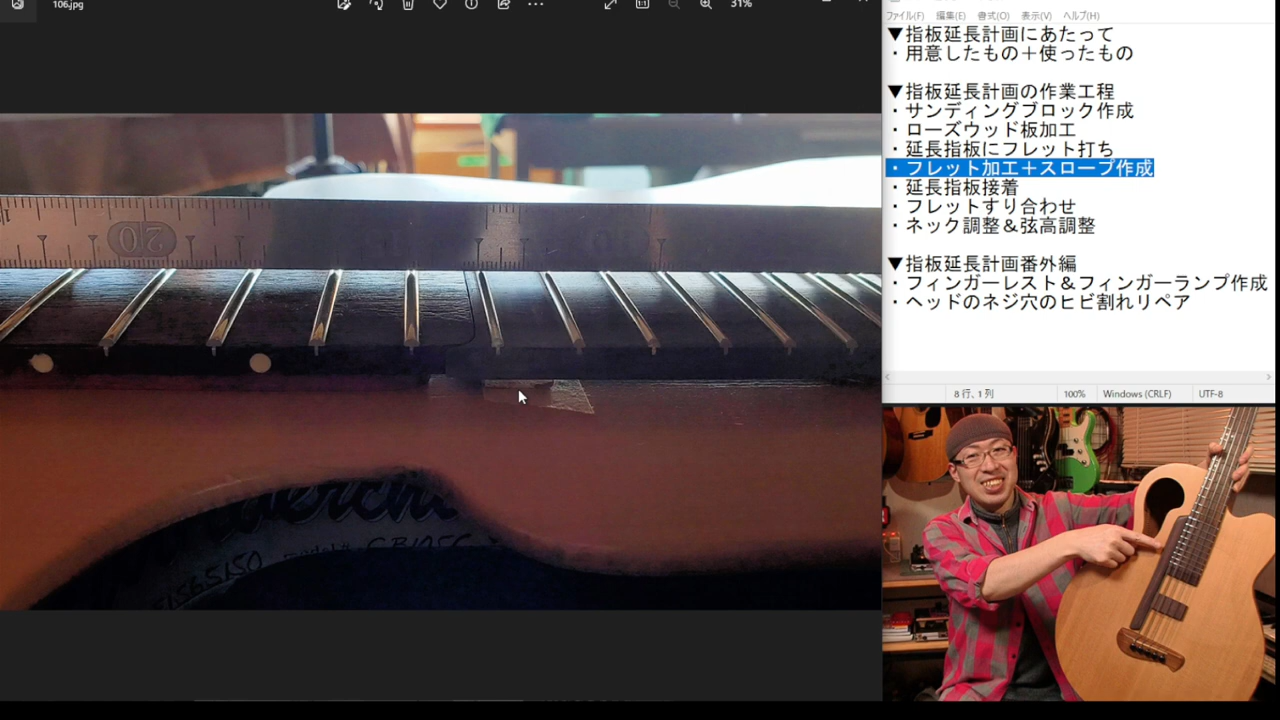 106.jpg
31%
20
ファイル(F) 編集(E) 書式(O) 表示(V) ヘルプ(H)
▼指板延長計画にあたって
・用意したもの＋使ったもの
▼指板延長計画の作業工程
・サンディングブロック作成
・ローズウッド板加工
・延長指板にフレット打ち
・フレット加工＋スロープ作成
・延長指板接着
・フレットすり合わせ
・ネック調整＆弦高調整
▼指板延長計画番外編
・フィンガーレスト＆フィンガーランプ作成
・ヘッドのネジ穴のヒビ割れリペア
8 行、1 列 100% Windows (CRLF) UTF-8